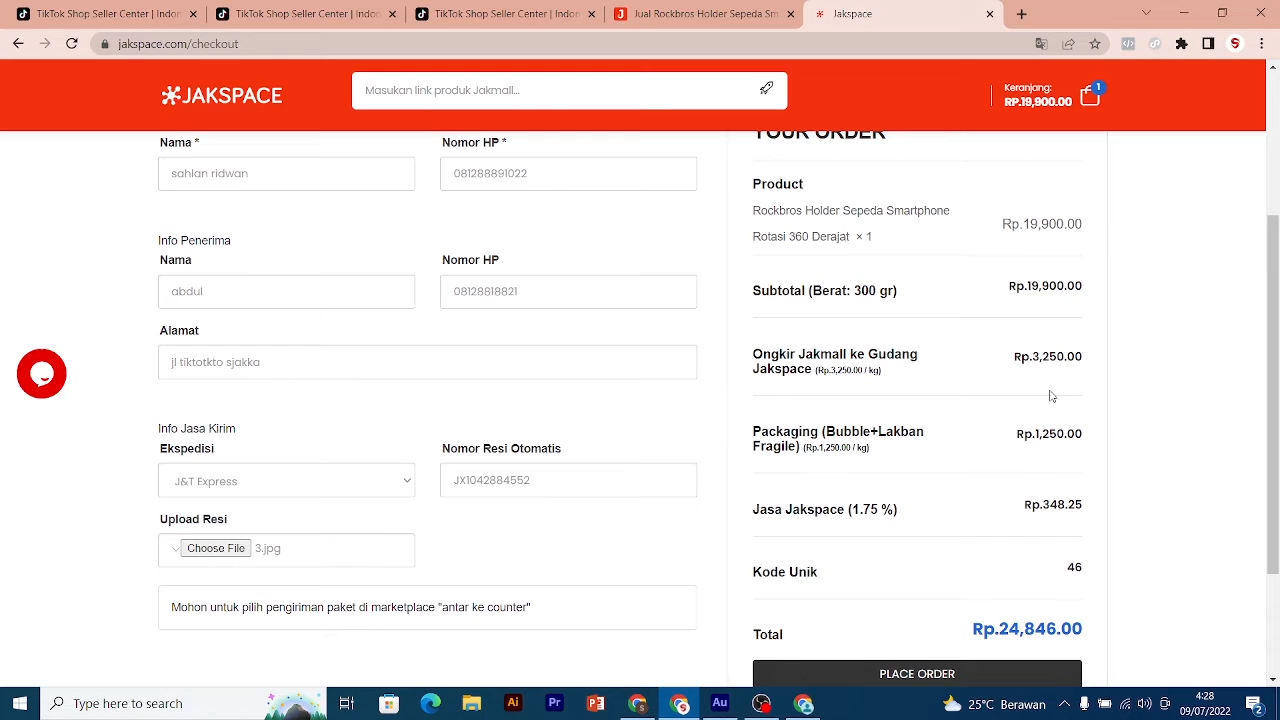 TikTok Shop Seller Center | Indon
TikTok Shop Seller Center | Indon
TikTok Shop Seller Center | Indon
Jual Rockbros Holder Sepeda Sm
Jakspace
jakspace.com/checkout
JAKSPACE
Masukan link produk Jakmall...
Keranjang:
RP.19,900.00
1
YOUR ORDER
Nama *
Nomor HP *
sahlan ridwan
081288891022
Info Penerima
Nama
Nomor HP
abdul
08128818821
Alamat
jl tiktotkto sjakka
Info Jasa Kirim
Ekspedisi
Nomor Resi Otomatis
J&T Express
JX1042884552
Upload Resi
Choose File 3.jpg
Mohon untuk pilih pengiriman paket di marketplace "antar ke counter"
Product
Rockbros Holder Sepeda Smartphone
Rotasi 360 Derajat × 1
Rp.19,900.00
Subtotal (Berat: 300 gr)
Rp.19,900.00
Ongkir Jakmall ke Gudang
Jakspace (Rp.3,250.00 / kg)
Rp.3,250.00
Packaging (Bubble+Lakban
Fragile) (Rp.1,250.00 / kg)
Rp.1,250.00
Jasa Jakspace (1.75 %)
Rp.348.25
Kode Unik
46
Total
Rp.24,846.00
PLACE ORDER
Type here to search
Ai
Pr
Au
25°C Berawan
4:28
09/07/2022
2